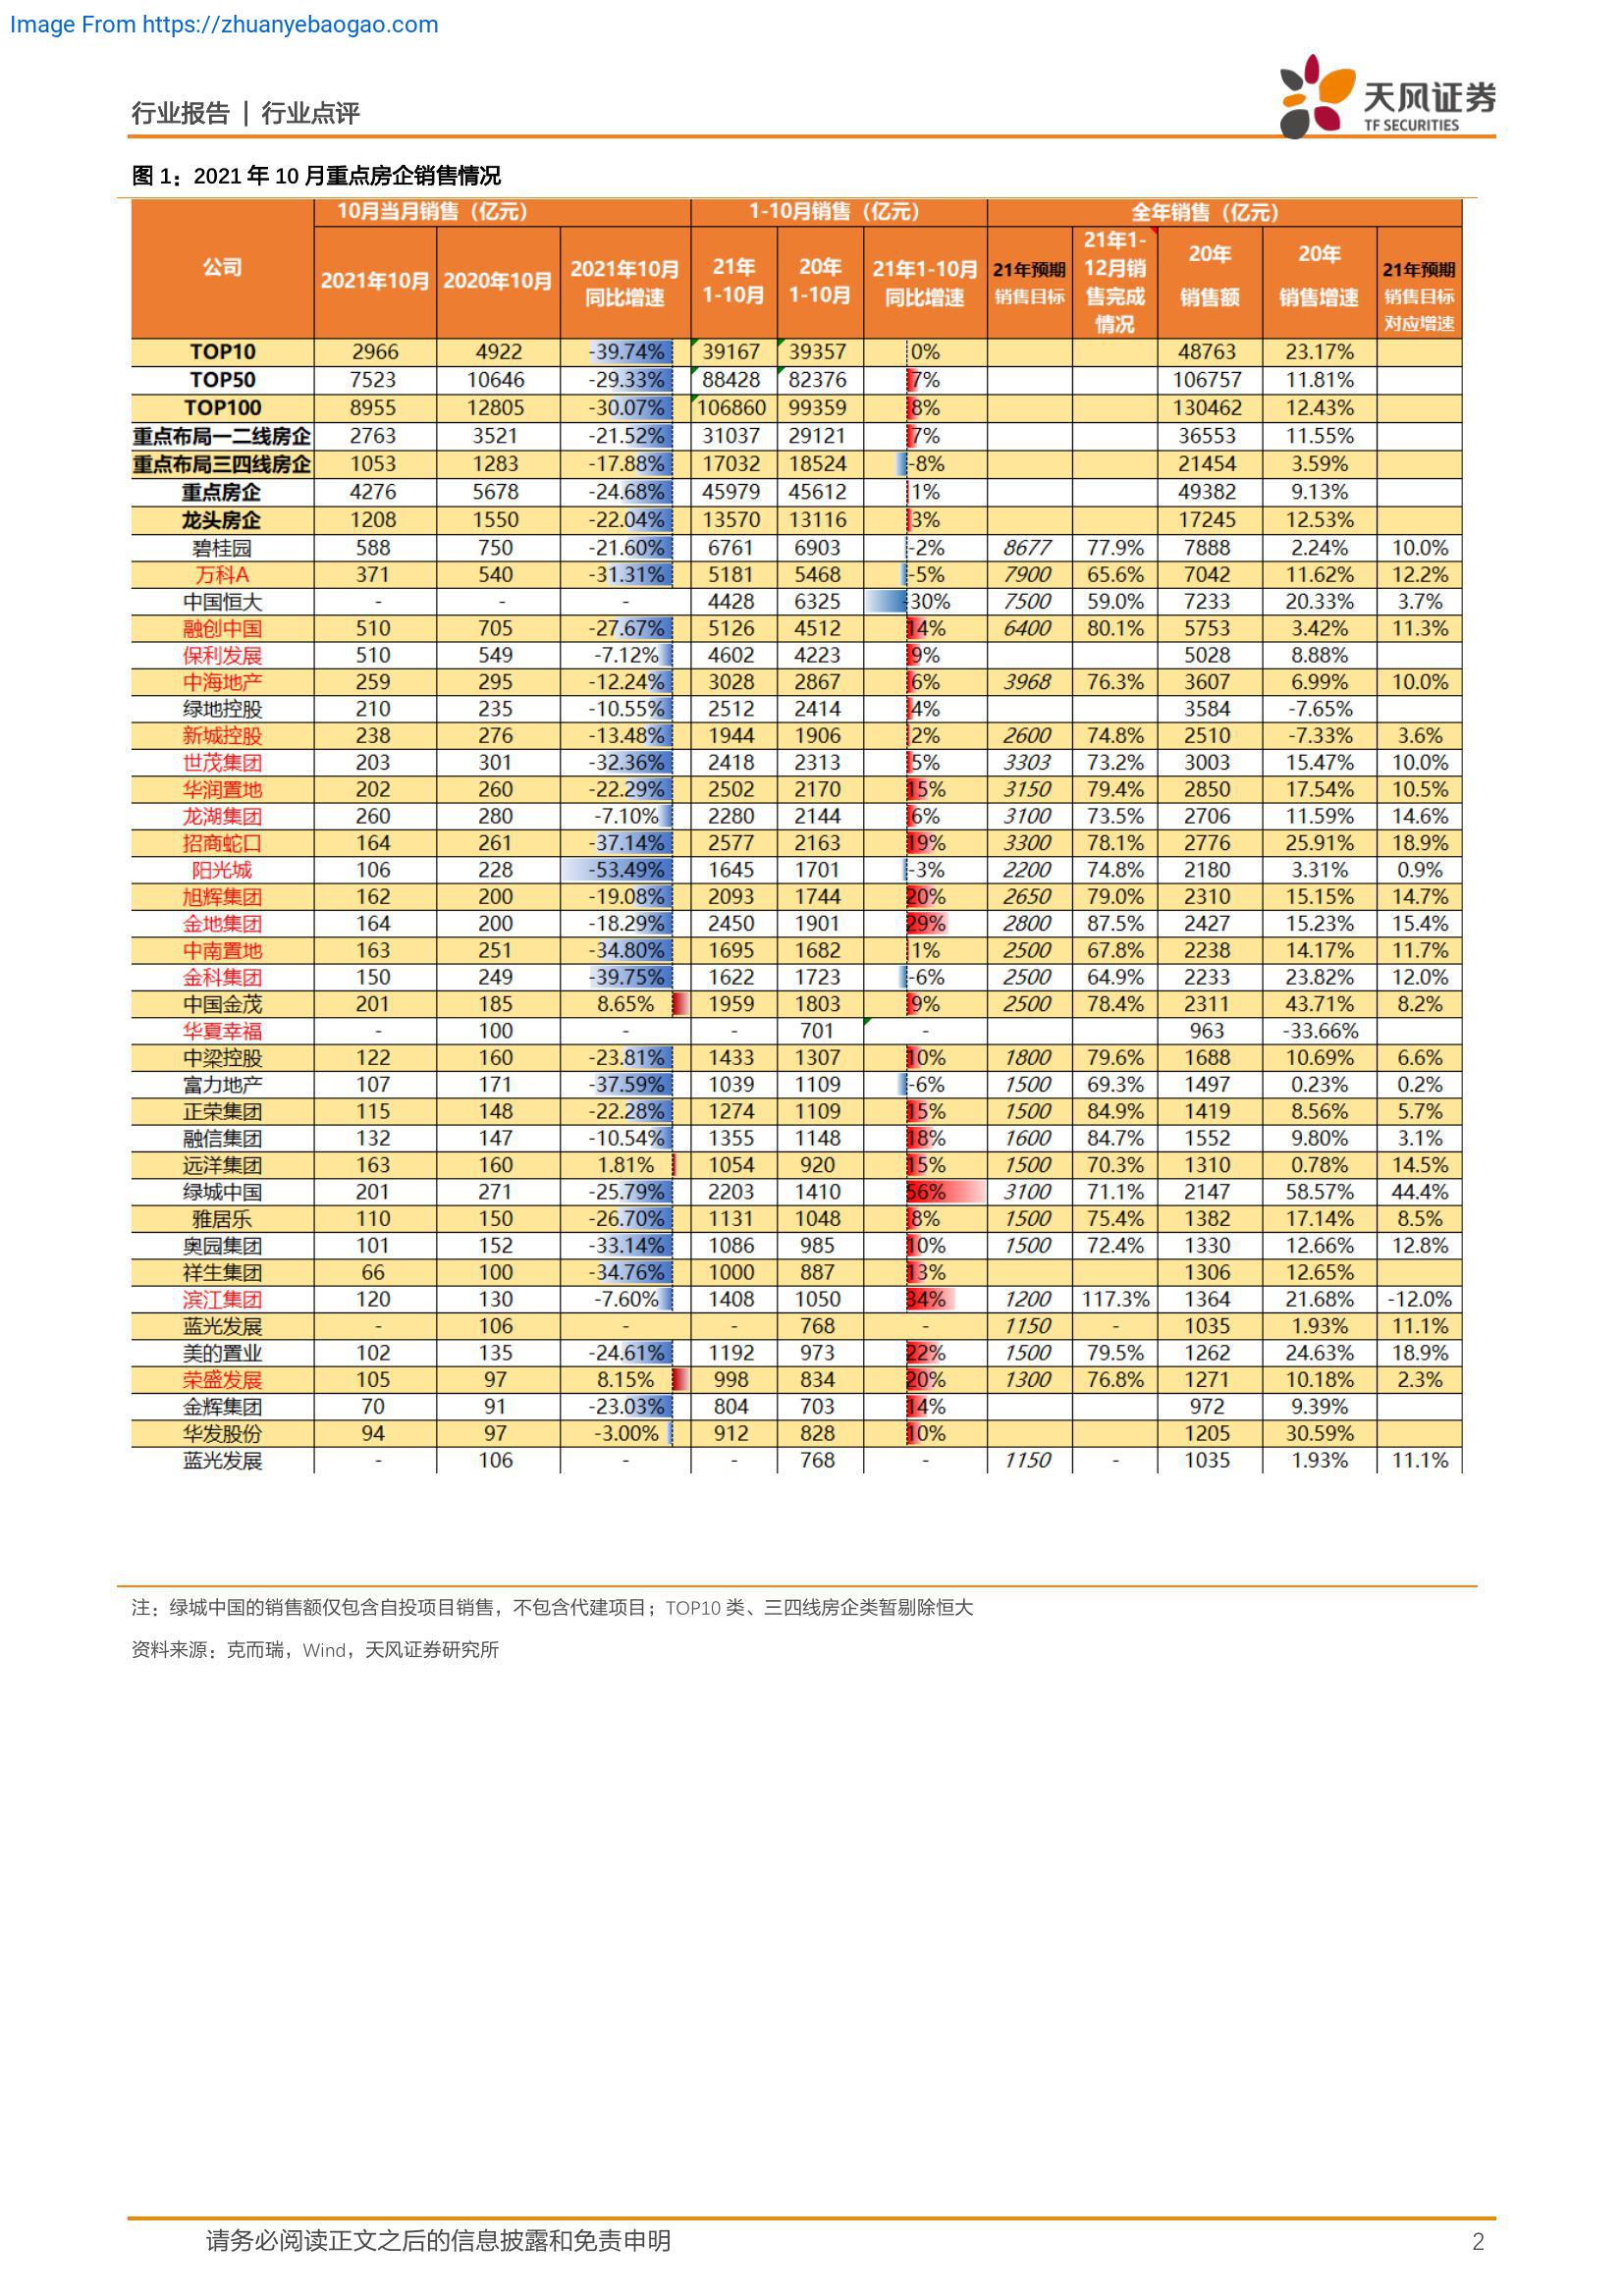 Image From https://zhuanyebaogao.com
行业报告 | 行业点评
天风证券
TF SECURITIES
图 1：2021 年 10 月重点房企销售情况
10月当月销售（亿元） 1-10月销售（亿元） 全年销售（亿元）
公司 2021年10月 2020年10月 2021年10月同比增速 21年1-10月 20年1-10月 21年1-10月同比增速 21年预期销售目标 21年1-12月销售完成情况 20年销售额 20年销售增速 21年预期销售目标对应增速
TOP10 2966 4922 -39.74% 39167 39357 0% 48763 23.17%
TOP50 7523 10646 -29.33% 88428 82376 7% 106757 11.81%
TOP100 8955 12805 -30.07% 106860 99359 8% 130462 12.43%
重点布局一二线房企 2763 3521 -21.52% 31037 29121 7% 36553 11.55%
重点布局三四线房企 1053 1283 -17.88% 17032 18524 -8% 21454 3.59%
重点房企 4276 5678 -24.68% 45979 45612 1% 49382 9.13%
龙头房企 1208 1550 -22.04% 13570 13116 3% 17245 12.53%
碧桂园 588 750 -21.60% 6761 6903 -2% 8677 77.9% 7888 2.24% 10.0%
万科A 371 540 -31.31% 5181 5468 -5% 7900 65.6% 7042 11.62% 12.2%
中国恒大 - - - 4428 6325 -30% 7500 59.0% 7233 20.33% 3.7%
融创中国 510 705 -27.67% 5126 4512 14% 6400 80.1% 5753 3.42% 11.3%
保利发展 510 549 -7.12% 4602 4223 9% 5028 8.88%
中海地产 259 295 -12.24% 3028 2867 6% 3968 76.3% 3607 6.99% 10.0%
绿地控股 210 235 -10.55% 2512 2414 4% 3584 -7.65%
新城控股 238 276 -13.48% 1944 1906 2% 2600 74.8% 2510 -7.33% 3.6%
世茂集团 203 301 -32.36% 2418 2313 5% 3303 73.2% 3003 15.47% 10.0%
华润置地 202 260 -22.29% 2502 2170 15% 3150 79.4% 2850 17.54% 10.5%
龙湖集团 260 280 -7.10% 2280 2144 6% 3100 73.5% 2706 11.59% 14.6%
招商蛇口 164 261 -37.14% 2577 2163 19% 3300 78.1% 2776 25.91% 18.9%
阳光城 106 228 -53.49% 1645 1701 -3% 2200 74.8% 2180 3.31% 0.9%
旭辉集团 162 200 -19.08% 2093 1744 20% 2650 79.0% 2310 15.15% 14.7%
金地集团 164 200 -18.29% 2450 1901 29% 2800 87.5% 2427 15.23% 15.4%
中南置地 163 251 -34.80% 1695 1682 1% 2500 67.8% 2238 14.17% 11.7%
金科集团 150 249 -39.75% 1622 1723 -6% 2500 64.9% 2233 23.82% 12.0%
中国金茂 201 185 8.65% 1959 1803 9% 2500 78.4% 2311 43.71% 8.2%
华夏幸福 - 100 - - 701 - 963 -33.66%
中梁控股 122 160 -23.81% 1433 1307 10% 1800 79.6% 1688 10.69% 6.6%
富力地产 107 171 -37.59% 1039 1109 -6% 1500 69.3% 1497 0.23% 0.2%
正荣集团 115 148 -22.28% 1274 1109 15% 1500 84.9% 1419 8.56% 5.7%
融信集团 132 147 -10.54% 1355 1148 18% 1600 84.7% 1552 9.80% 3.1%
远洋集团 163 160 1.81% 1054 920 15% 1500 70.3% 1310 0.78% 14.5%
绿城中国 201 271 -25.79% 2203 1410 56% 3100 71.1% 2147 58.57% 44.4%
雅居乐 110 150 -26.70% 1131 1048 8% 1500 75.4% 1382 17.14% 8.5%
奥园集团 101 152 -33.14% 1086 985 10% 1500 72.4% 1330 12.66% 12.8%
祥生集团 66 100 -34.76% 1000 887 13% 1306 12.65%
滨江集团 120 130 -7.60% 1408 1050 34% 1200 117.3% 1364 21.68% -12.0%
蓝光发展 - 106 - - 768 - 1150 - 1035 1.93% 11.1%
美的置业 102 135 -24.61% 1192 973 22% 1500 79.5% 1262 24.63% 18.9%
荣盛发展 105 97 8.15% 998 834 20% 1300 76.8% 1271 10.18% 2.3%
金辉集团 70 91 -23.03% 804 703 14% 972 9.39%
华发股份 94 97 -3.00% 912 828 10% 1205 30.59%
蓝光发展 - 106 - - 768 - 1150 - 1035 1.93% 11.1%
注：绿城中国的销售额仅包含自投项目销售，不包含代建项目；TOP10 类、三四线房企类暂剔除恒大
资料来源：克而瑞，Wind，天风证券研究所
请务必阅读正文之后的信息披露和免责申明 2